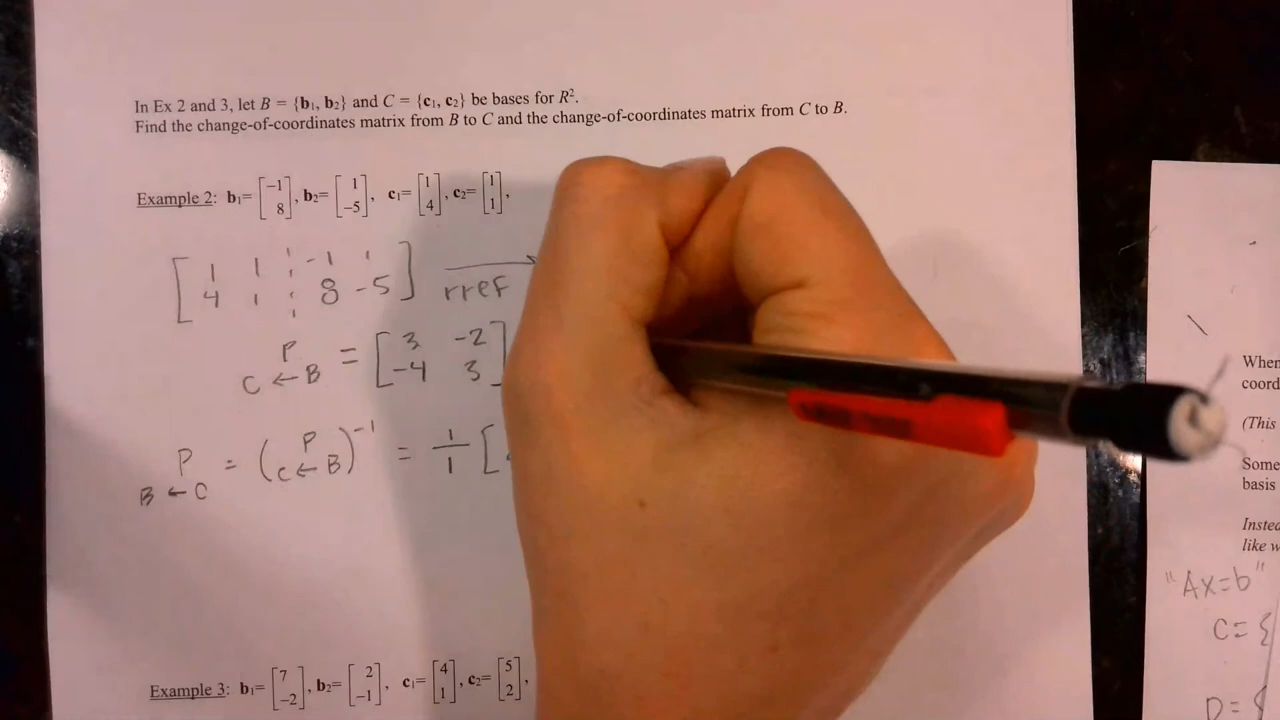 In Ex 2 and 3, let B = {b₁, b₂} and C = {c₁, c₂} be bases for R².
Find the change-of-coordinates matrix from B to C and the change-of-coordinates matrix from C to B.
Example 2: b₁= [−1 8], b₂= [1 −5], c₁= [1 4], c₂= [1 1],
[1 1 ¦ -1 1
4 1 ¦ 8 -5] → rref
P C←B = [3 -2
-4 3]
P B←C = (P C←B)⁻¹ = 1/1 [
Example 3: b₁= [7 −2], b₂= [2 −1], c₁= [4 1], c₂= [5 2],
When
coord
(This
Some
basis
Instea
like w
"Ax=b"
C = {
D = {